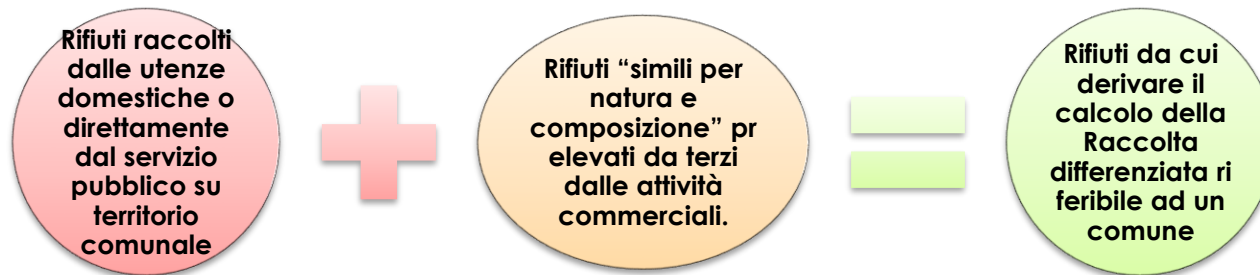 Rifiuti raccolti
dalle utenze
domestiche o
direttamente
dal servizio
pubblico su
territorio
comunale
Rifiuti “simili per
natura e
composizione” pr
elevati da terzi
dalle attività
commerciali.
Rifiuti da cui
derivare il
calcolo della
Raccolta
differenziata ri
feribile ad un
comune